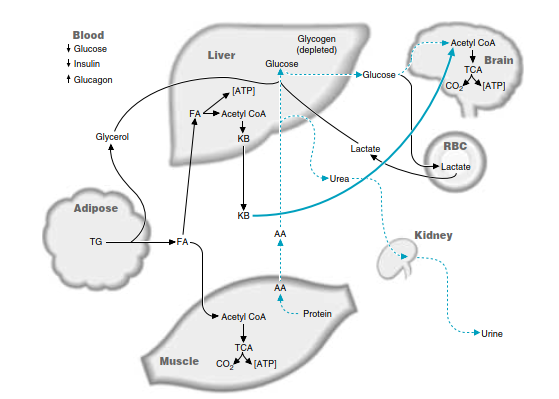 Blood
↓ Glucose
↓ Insulin
↑ Glucagon
Liver
Glycogen
(depleted)
Glucose
[ATP]
FA
Acetyl CoA
KB
Glycerol
Glucose
Acetyl CoA
TCA
Brain
CO2
[ATP]
RBC
Lactate
Lactate
Urea
KB
Adipose
TG
FA
AA
Kidney
AA
Protein
Acetyl CoA
TCA
CO2
[ATP]
Muscle
Urine